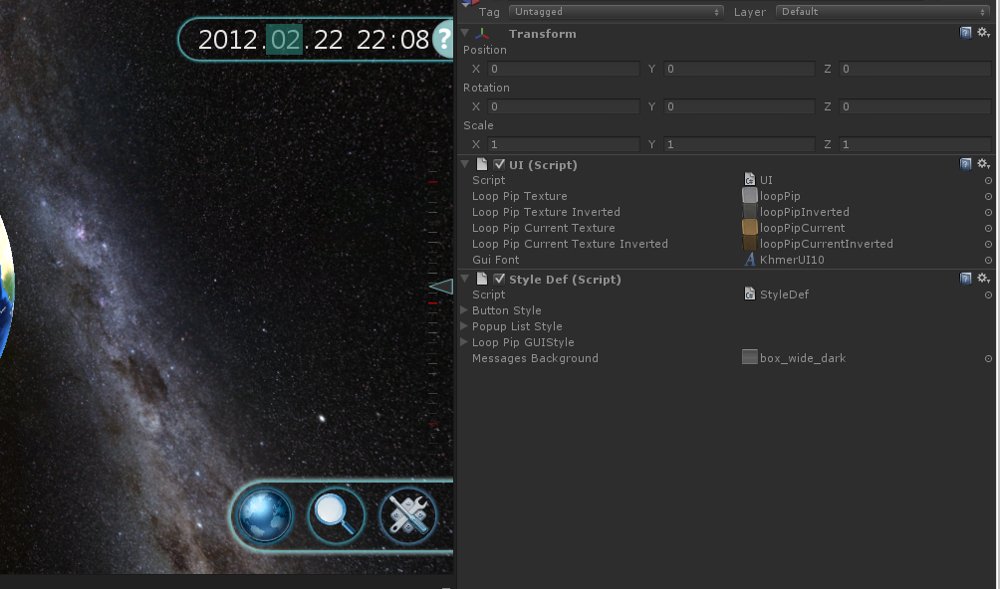 2012.02.22 22:08 ?
Tag Untagged Layer Default
Transform
Position
X 0 Y 0 Z 0
Rotation
X 0 Y 0 Z 0
Scale
X 1 Y 1 Z 1
UI (Script)
Script UI
Loop Pip Texture loopPip
Loop Pip Texture Inverted loopPipInverted
Loop Pip Current Texture loopPipCurrent
Loop Pip Current Texture Inverted loopPipCurrentInverted
Gui Font A KhmerUI10
Style Def (Script)
Script StyleDef
Button Style
Popup List Style
Loop Pip GUIStyle
Messages Background box_wide_dark